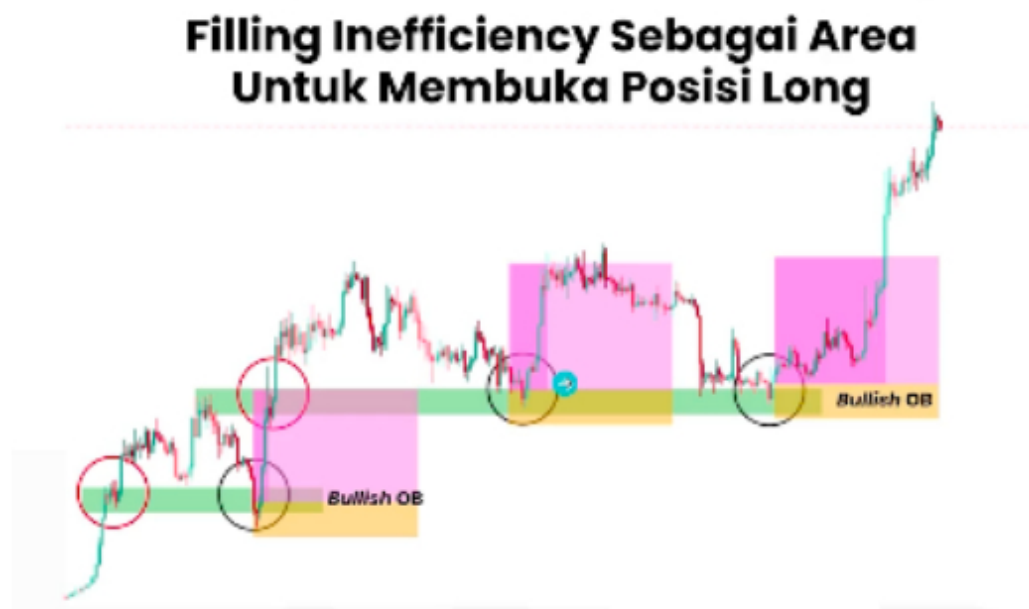 Filling Inefficiency Sebagai Area
Untuk Membuka Posisi Long
Bullish OB
Bullish OB